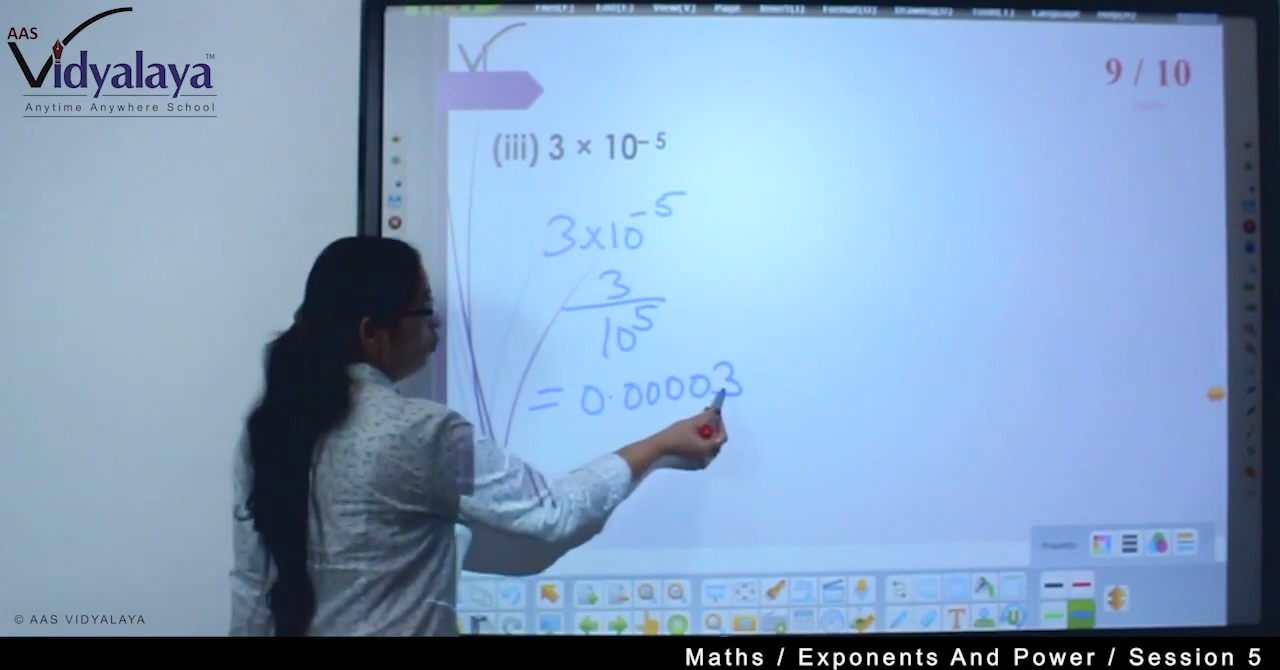 AAS
Vidyalaya™
Anytime Anywhere School
9 / 10
(iii) 3 × 10⁻⁵
3×10⁻⁵
3
10⁵
= 0.00003
© AAS VIDYALAYA
Maths / Exponents And Power / Session 5